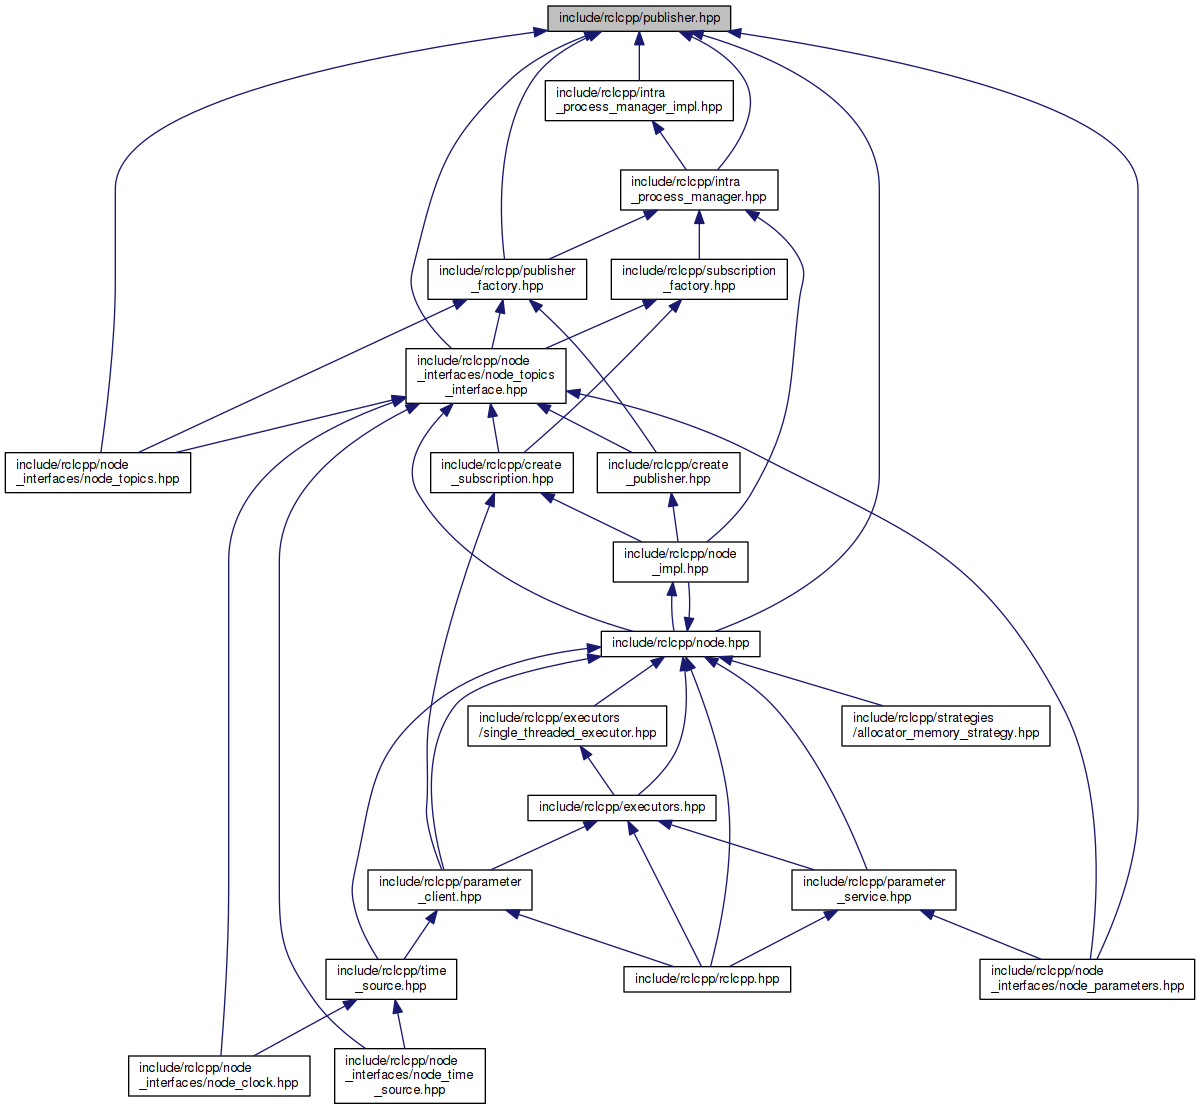 include/rclcpp/publisher.hpp
include/rclcpp/intra
_process_manager_impl.hpp
include/rclcpp/intra
_process_manager.hpp
include/rclcpp/publisher
_factory.hpp
include/rclcpp/subscription
_factory.hpp
include/rclcpp/node
_interfaces/node_topics
_interface.hpp
include/rclcpp/node
_interfaces/node_topics.hpp
include/rclcpp/create
_subscription.hpp
include/rclcpp/create
_publisher.hpp
include/rclcpp/node
_impl.hpp
include/rclcpp/node.hpp
include/rclcpp/executors
/single_threaded_executor.hpp
include/rclcpp/strategies
/allocator_memory_strategy.hpp
include/rclcpp/executors.hpp
include/rclcpp/parameter
_client.hpp
include/rclcpp/parameter
_service.hpp
include/rclcpp/time
_source.hpp
include/rclcpp/rclcpp.hpp
include/rclcpp/node
_interfaces/node_parameters.hpp
include/rclcpp/node
_interfaces/node_clock.hpp
include/rclcpp/node
_interfaces/node_time
_source.hpp